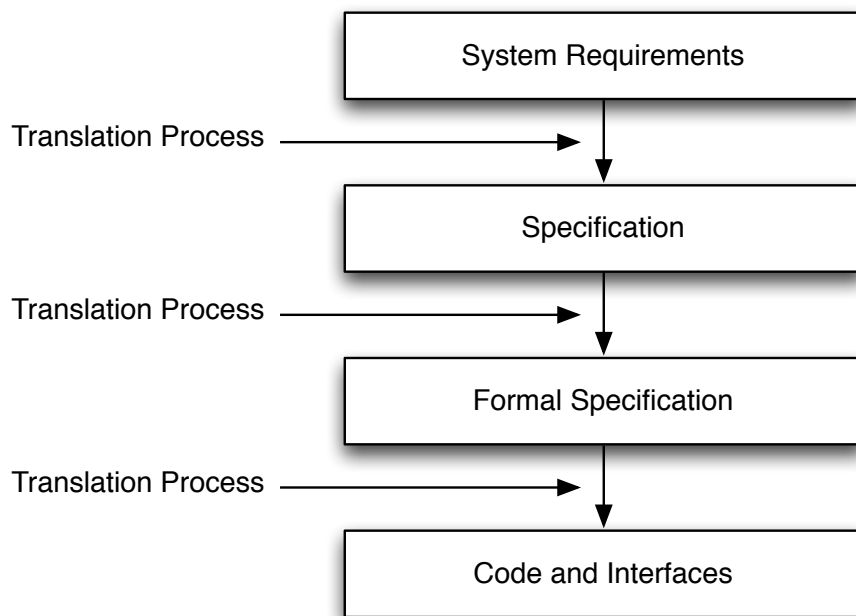 System Requirements
Translation Process
Specification
Translation Process
Formal Specification
Translation Process
Code and Interfaces